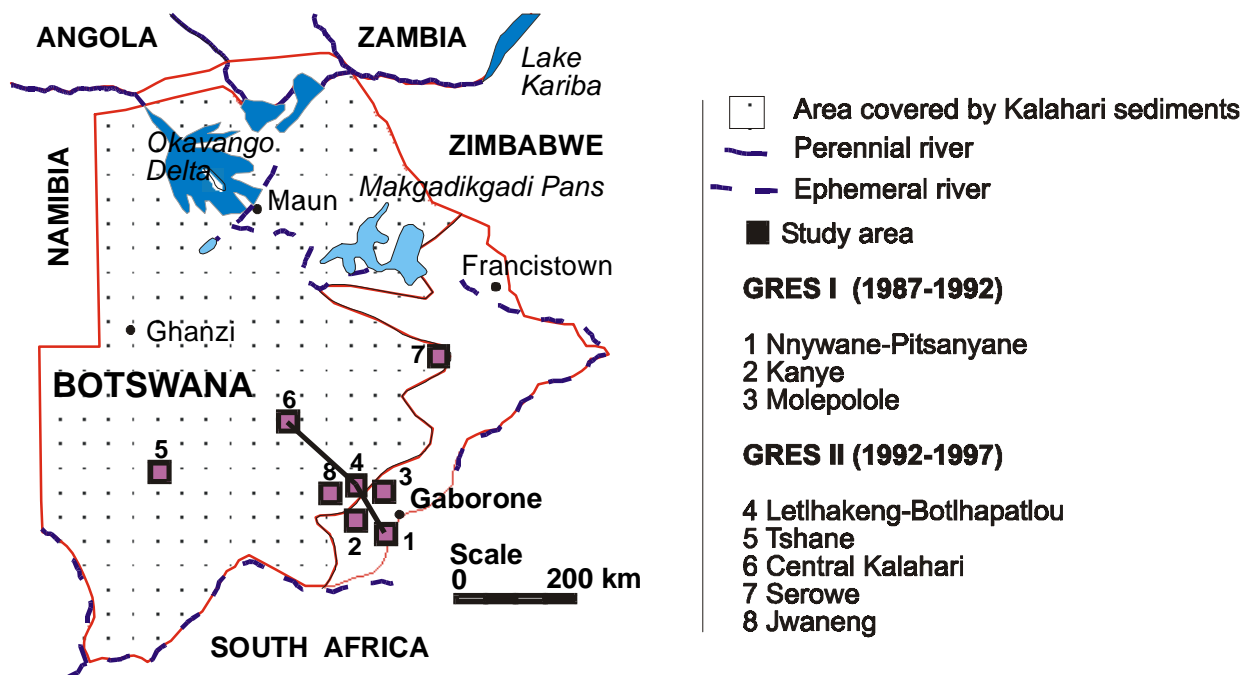 ANGOLA
ZAMBIA
Lake
Kariba
Okavango
Delta
ZIMBABWE
NAMIBIA
Makgadikgadi Pans
Maun
Francistown
Ghanzi
7
BOTSWANA
6
5
4
8
3
Gaborone
2
1
Scale
0 200 km
SOUTH AFRICA
Area covered by Kalahari sediments
Perennial river
Ephemeral river
Study area
GRES I (1987-1992)
1 Nnywane-Pitsanyane
2 Kanye
3 Molepolole
GRES II (1992-1997)
4 Letlhakeng-Botlhapatlou
5 Tshane
6 Central Kalahari
7 Serowe
8 Jwaneng